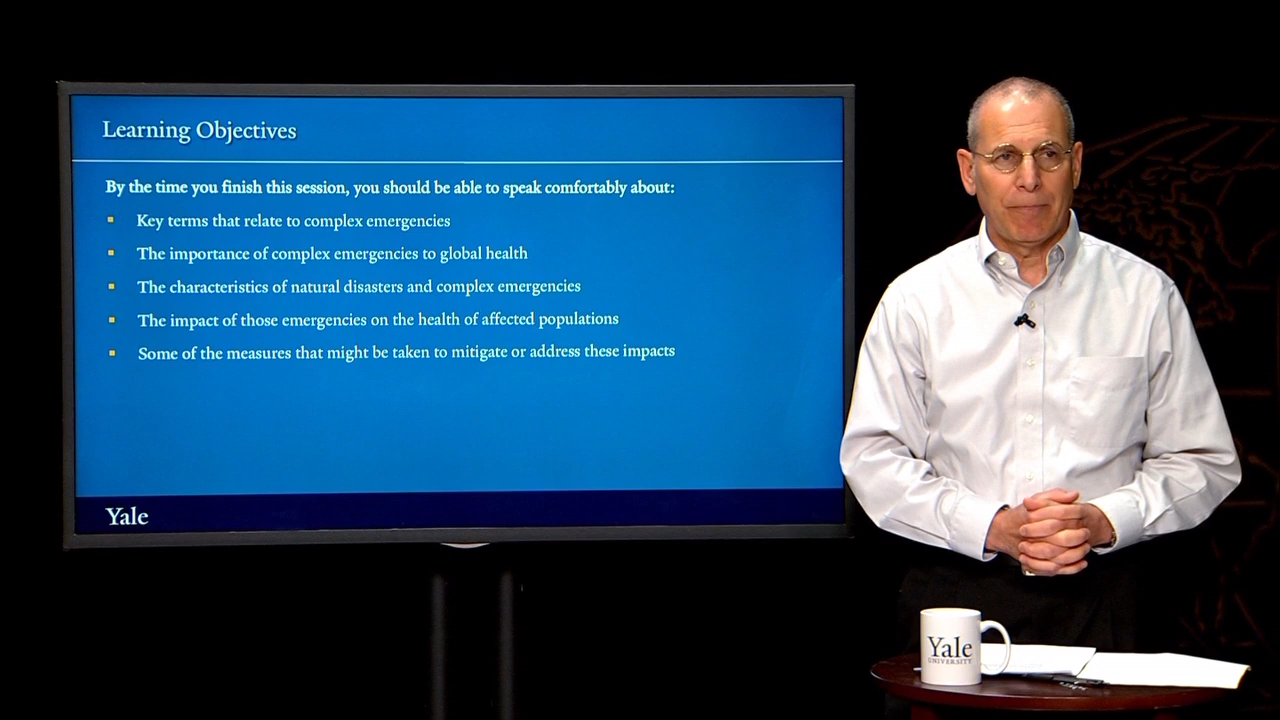 Learning Objectives
By the time you finish this session, you should be able to speak comfortably about:
Key terms that relate to complex emergencies
The importance of complex emergencies to global health
The characteristics of natural disasters and complex emergencies
The impact of those emergencies on the health of affected populations
Some of the measures that might be taken to mitigate or address these impacts
Yale
Yale
UNIVERSITY